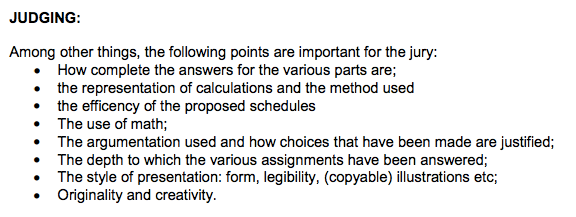 JUDGING:
Among other things, the following points are important for the jury:
• How complete the answers for the various parts are;
• the representation of calculations and the method used
• the efficency of the proposed schedules
• The use of math;
• The argumentation used and how choices that have been made are justified;
• The depth to which the various assignments have been answered;
• The style of presentation: form, legibility, (copyable) illustrations etc;
• Originality and creativity.